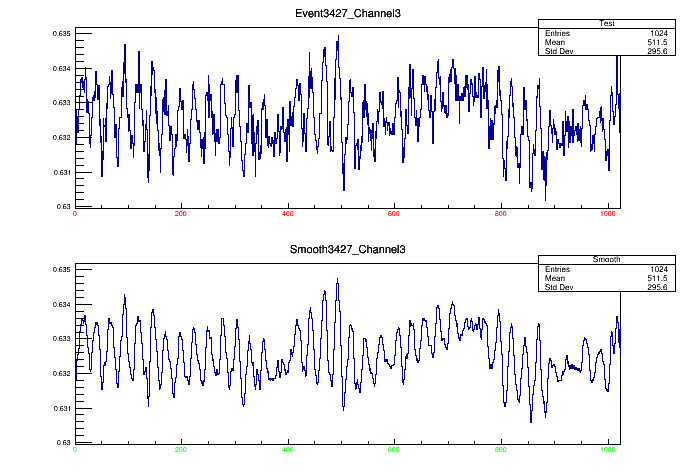 Event3427_Channel3
Test
Entries 1024
Mean 511.5
Std Dev 295.6
0.635
0.634
0.633
0.632
0.631
0.63
0 200 400 600 800 1000
Smooth3427_Channel3
Smooth
Entries 1024
Mean 511.5
Std Dev 295.6
0.635
0.634
0.633
0.632
0.631
0.63
0 200 400 600 800 1000